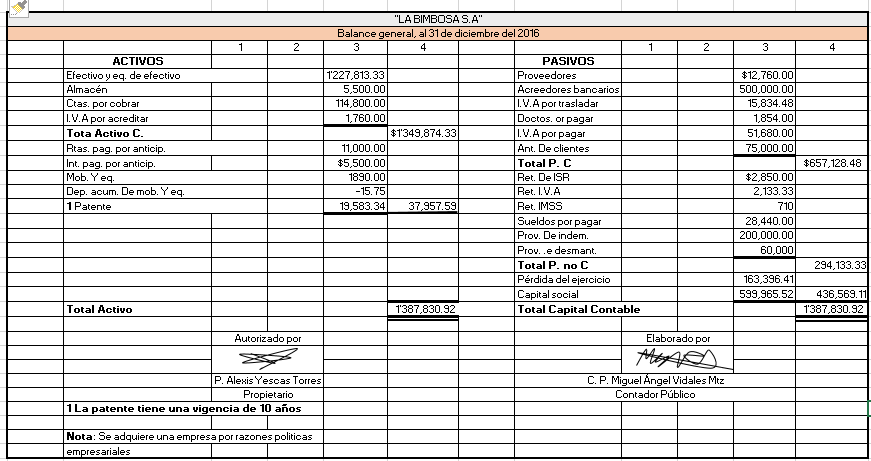 "LA BIMBOSA S.A"
Balance general, al 31 de diciembre del 2016
1 2 3 4 1 2 3 4
ACTIVOS PASIVOS
Efectivo y eq. de efectivo 1'227,813.33 Proveedores $12,760.00
Almacén 5,500.00 Acreedores bancarios 500,000.00
Ctas. por cobrar 114,800.00 I.V.A por trasladar 15,834.48
I.V.A por acreditar 1,760.00 Doctos. or pagar 1,854.00
Tota Activo C. $1'349,874.33 I.V.A por pagar 51,680.00
Rtas. pag. por anticip. 11,000.00 Ant. De clientes 75,000.00
Int. pag. por anticip. $5,500.00 Total P. C $657,128.48
Mob. Y eq. 1890.00 Ret. De ISR $2,850.00
Dep. acum. De mob. Y eq. -15.75 Ret. I.V.A 2,133.33
1 Patente 19,583.34 37,957.59 Ret. IMSS 710
Sueldos por pagar 28,440.00
Prov. De indem. 200,000.00
Prov. .e desmant. 60,000
Total P. no C 294,133.33
Pérdida del ejercicio 163,396.41
Capital social 599,965.52 436,569.11
Total Activo 1'387,830.92 Total Capital Contable 1'387,830.92
Autorizado por Elaborado por
P. Alexis Yescas Torres C. P. Miguel Ángel Vidales Mtz
Propietario Contador Público
1 La patente tiene una vigencia de 10 años
Nota: Se adquiere una empresa por razones politicas
empresariales